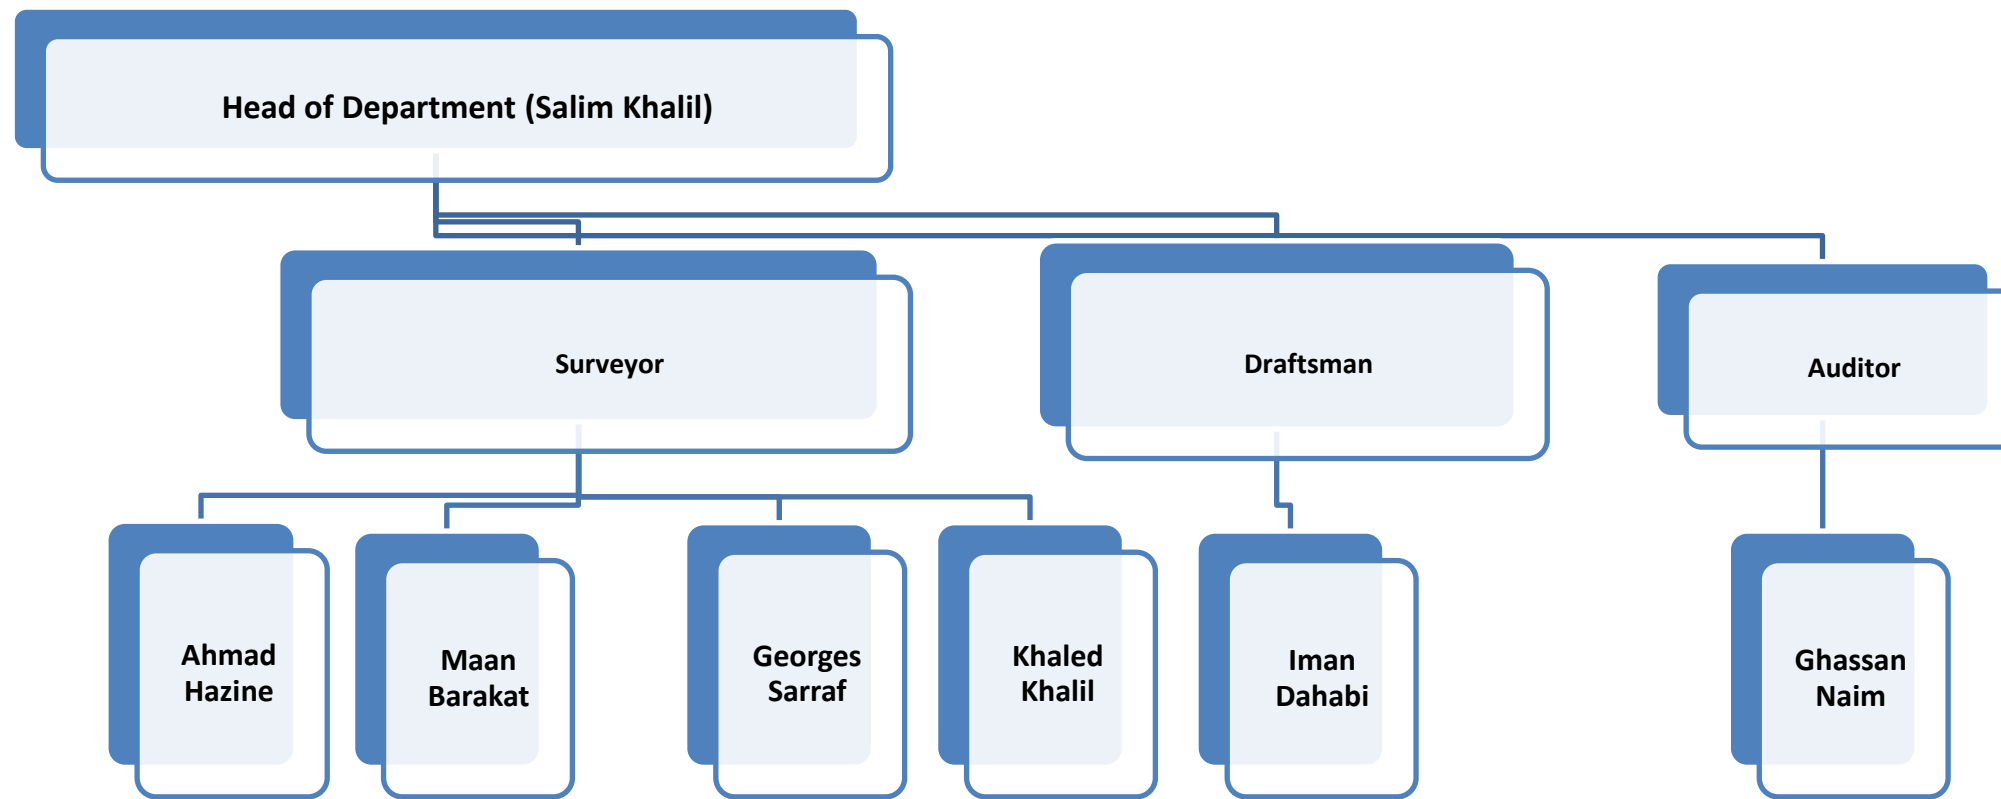 Head of Department (Salim Khalil)
Surveyor
Draftsman
Auditor
Ahmad
Hazine
Maan
Barakat
Georges
Sarraf
Khaled
Khalil
Iman
Dahabi
Ghassan
Naim